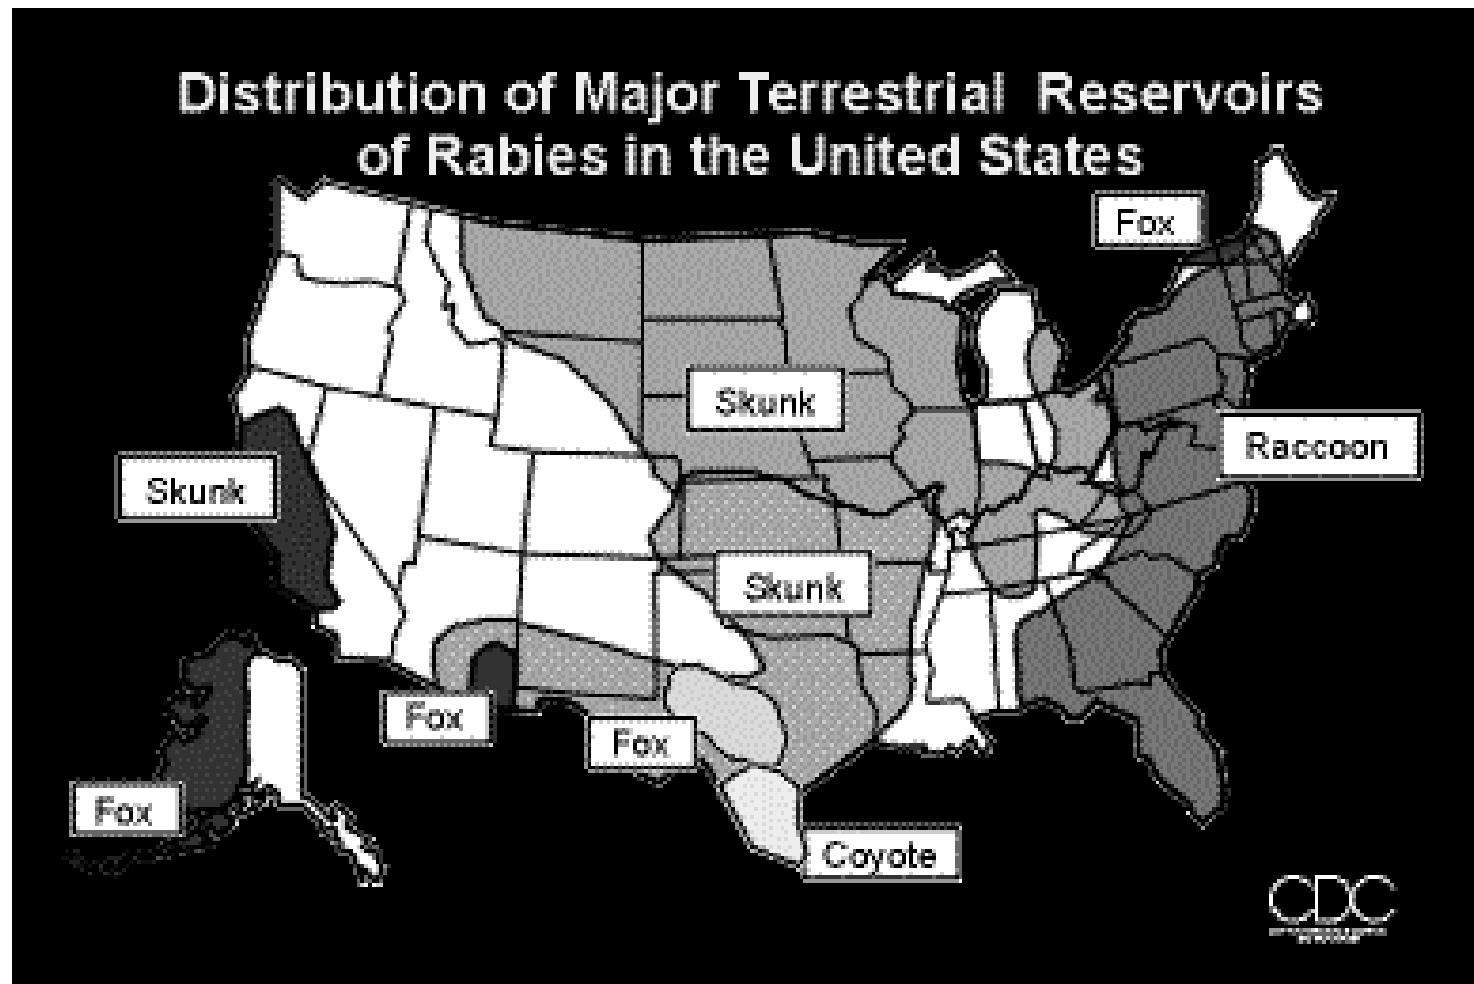 Distribution of Major Terrestrial Reservoirs
of Rabies in the United States
Fox
Skunk
Raccoon
Skunk
Skunk
Fox
Fox
Fox
Coyote
CDC